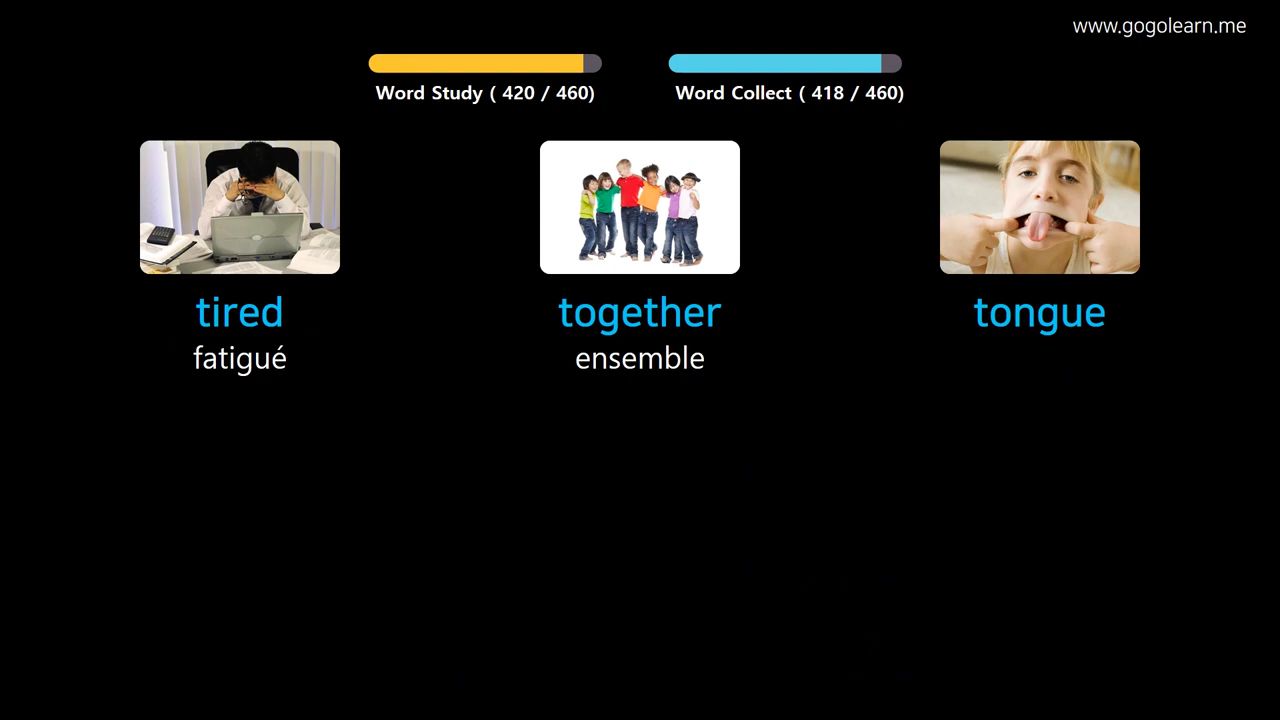 www.gogolearn.me
Word Study ( 420 / 460)
Word Collect ( 418 / 460)
tired
fatigué
together
ensemble
tongue